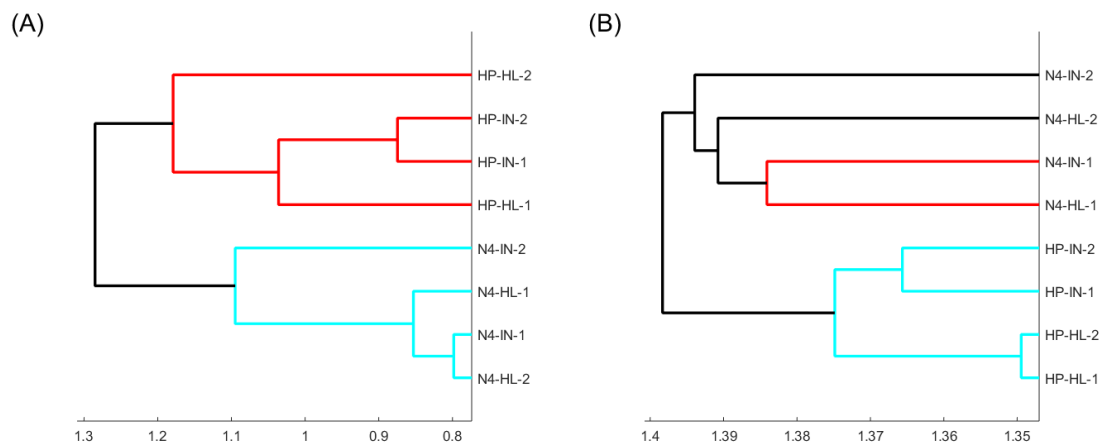 (A)
HP-HL-2
HP-IN-2
HP-IN-1
HP-HL-1
N4-IN-2
N4-HL-1
N4-IN-1
N4-HL-2
1.3 1.2 1.1 1 0.9 0.8
(B)
N4-IN-2
N4-HL-2
N4-IN-1
N4-HL-1
HP-IN-2
HP-IN-1
HP-HL-2
HP-HL-1
1.4 1.39 1.38 1.37 1.36 1.35